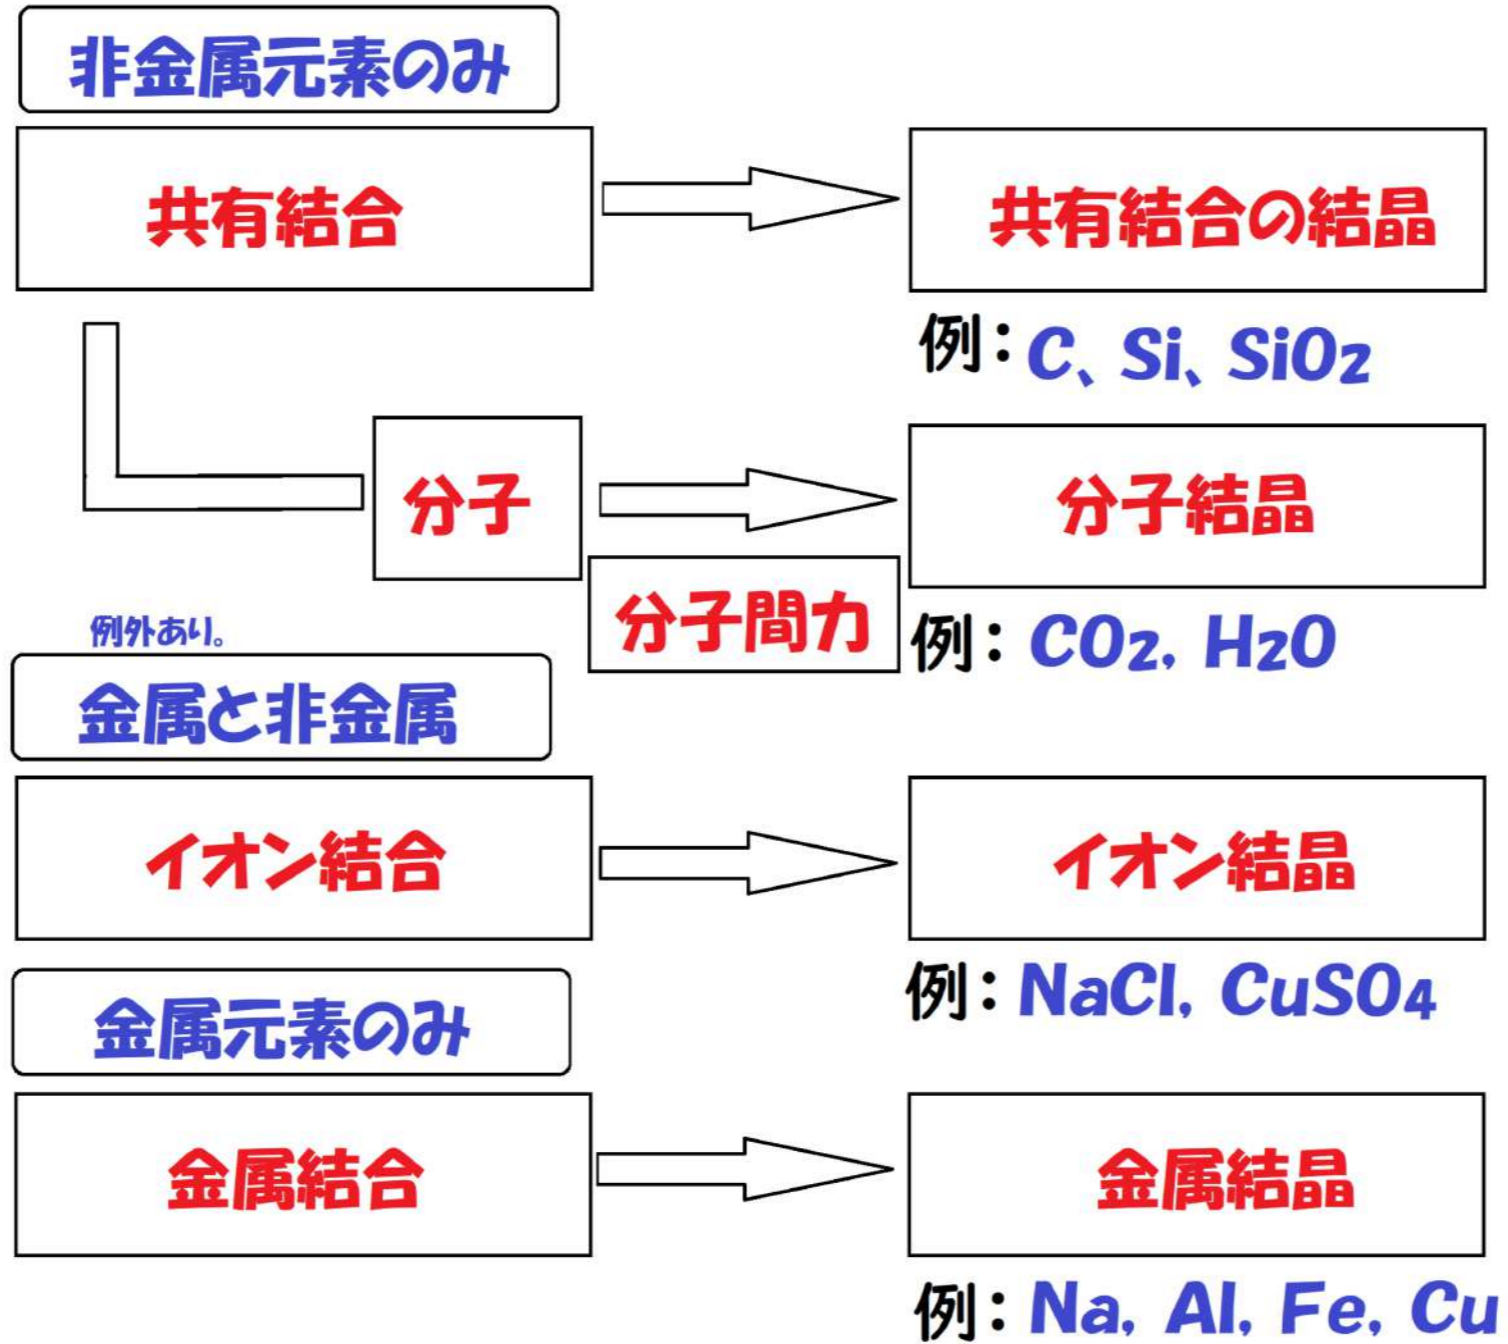 非金属元素のみ
共有結合
共有結合の結晶
例：C、Si、SiO₂
分子
分子結晶
分子間力
例：CO₂, H₂O
例外あり。
金属と非金属
イオン結合
イオン結晶
例：NaCl, CuSO₄
金属元素のみ
金属結合
金属結晶
例：Na, Al, Fe, Cu